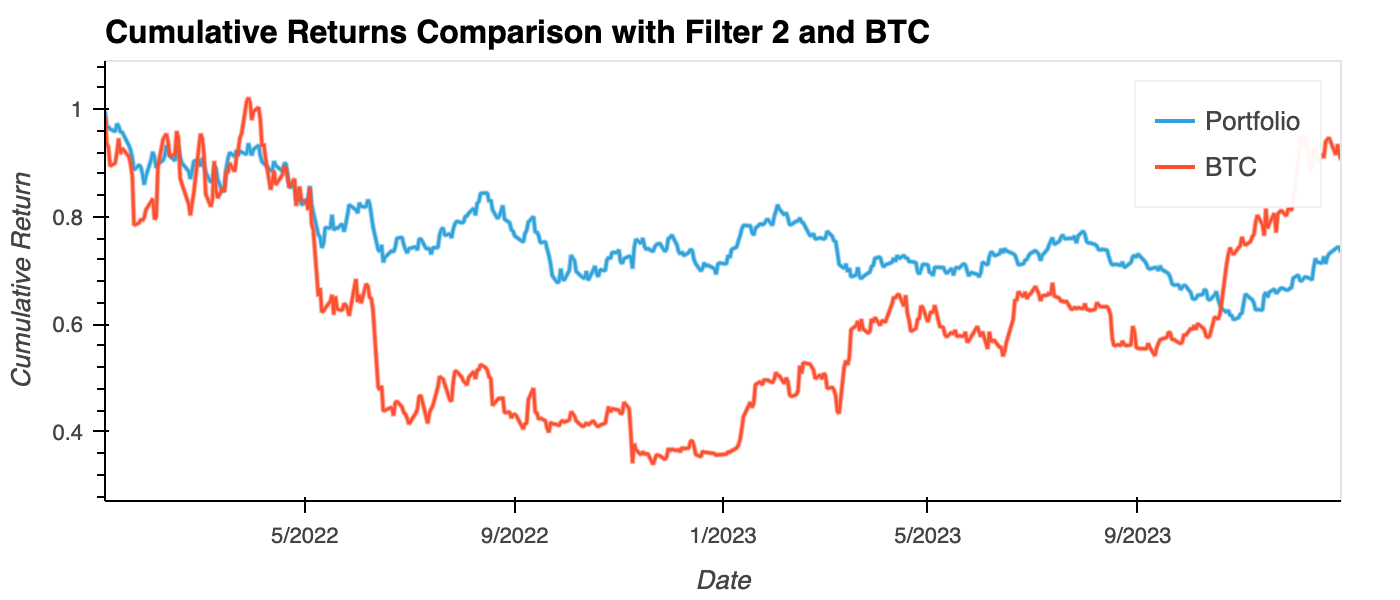 Cumulative Returns Comparison with Filter 2 and BTC
Cumulative Return
1
0.8
0.6
0.4
Portfolio
BTC
5/2022
9/2022
1/2023
5/2023
9/2023
Date